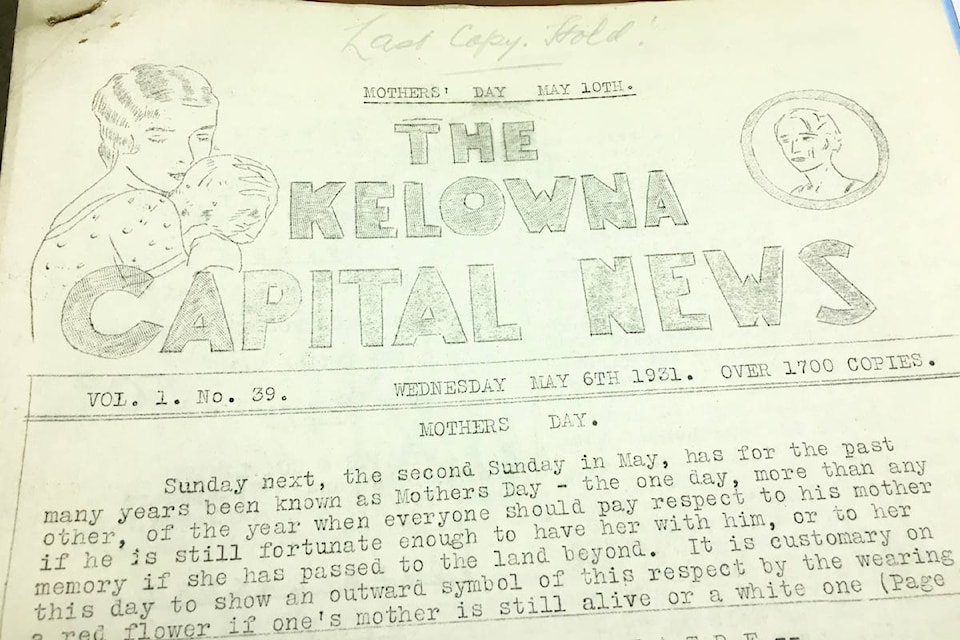 Last Copy. Hold!
MOTHERS' DAY MAY 10TH.
THE
KELOWNA
CAPITAL NEWS
VOL. 1. No. 39. WEDNESDAY MAY 6TH 1931. OVER 1700 COPIES.
MOTHERS DAY.
Sunday next, the second Sunday in May, has for the past
many years been known as Mothers Day - the one day, more than any
other, of the year when everyone should pay respect to his mother
if he is still fortunate enough to have her with him, or to her
memory if she has passed to the land beyond. It is customary on
this day to show an outward symbol of this respect by the wearing
a red flower if one's mother is still alive or a white one (Page